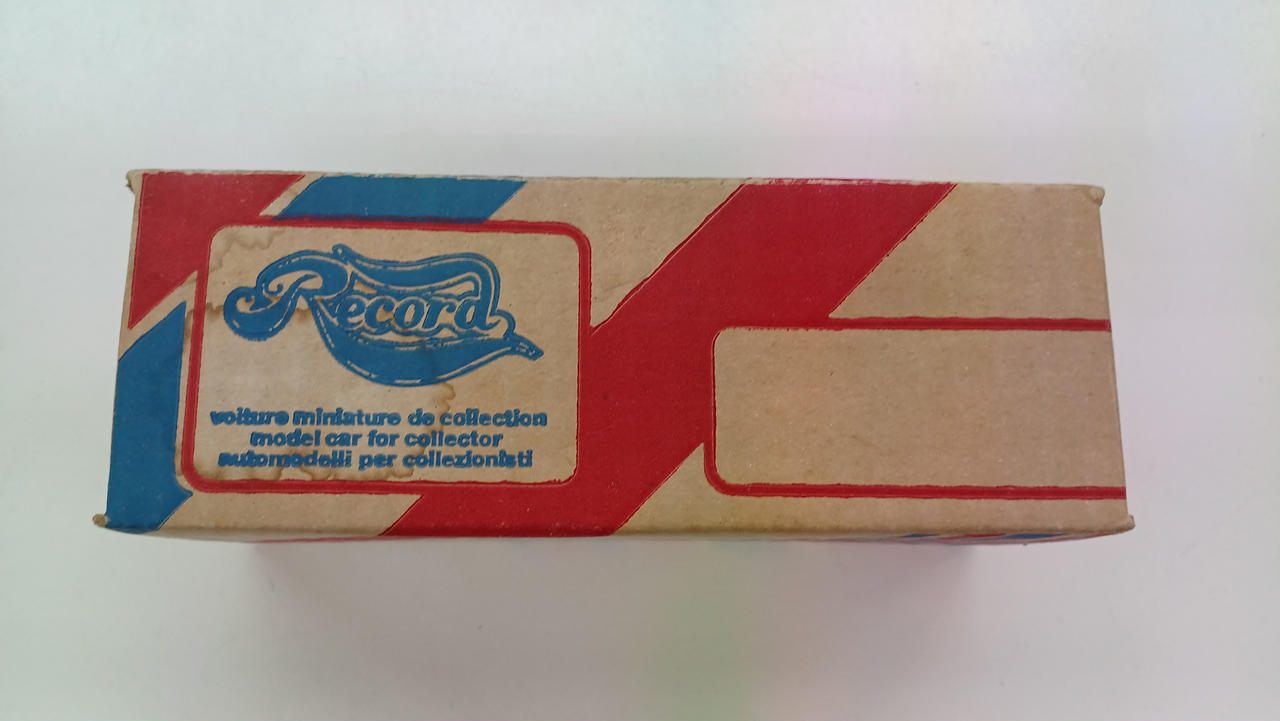 Record
voiture miniature de collection
model car for collector
automodelli per collezionisti